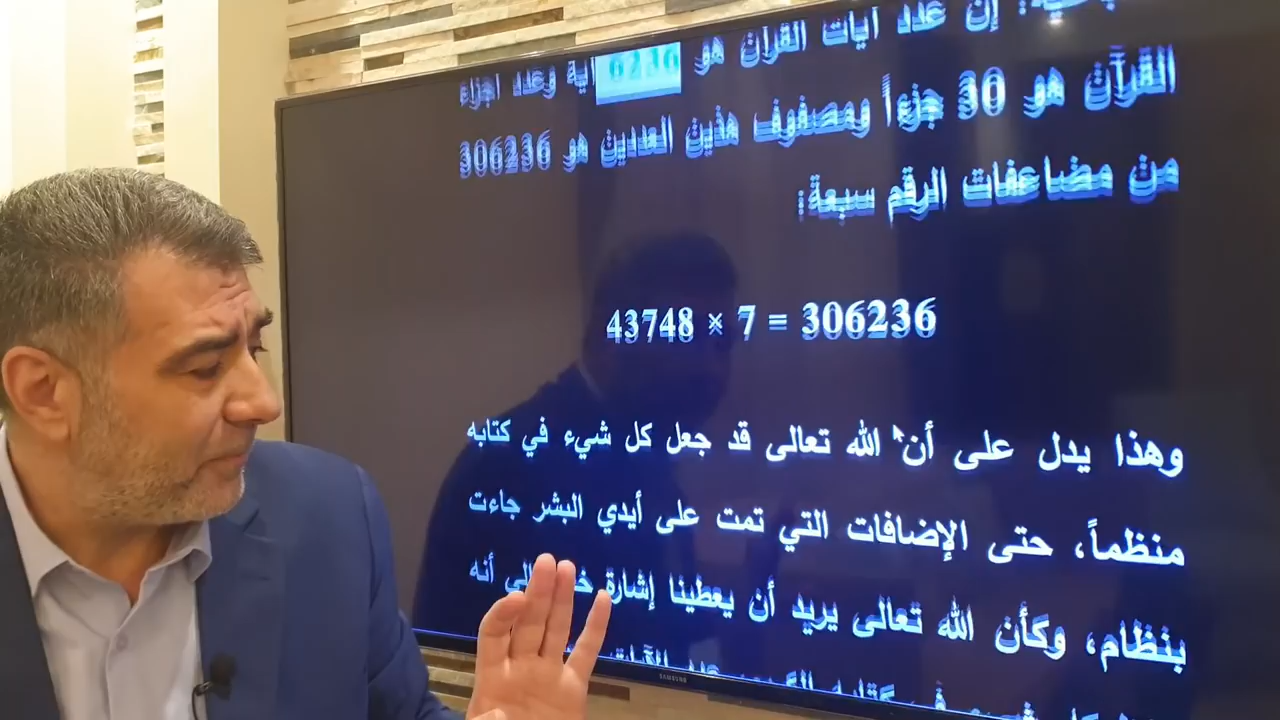 إن عدد آيات القرآن هو 6236 آية وعدد أجزاء
القرآن هو 30 جزءاً ومصفوف هذين العددين هو 306236
من مضاعفات الرقم سبعة:
43748 × 7 = 306236
وهذا يدل على أن الله تعالى قد جعل كل شيء في كتابه
منظماً، حتى الإضافات التي تمت على أيدي البشر جاءت
بنظام، وكأن الله تعالى يريد أن يعطينا إشارة أنه
SAMSUNG